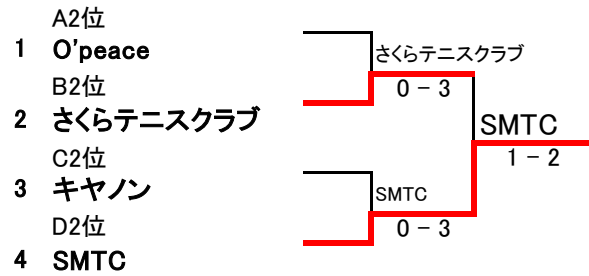 A2位
1 O'peace
B2位
2 さくらテニスクラブ
C2位
3 キヤノン
D2位
4 SMTC
さくらテニスクラブ
0 - 3
SMTC
0 - 3
SMTC
1 - 2